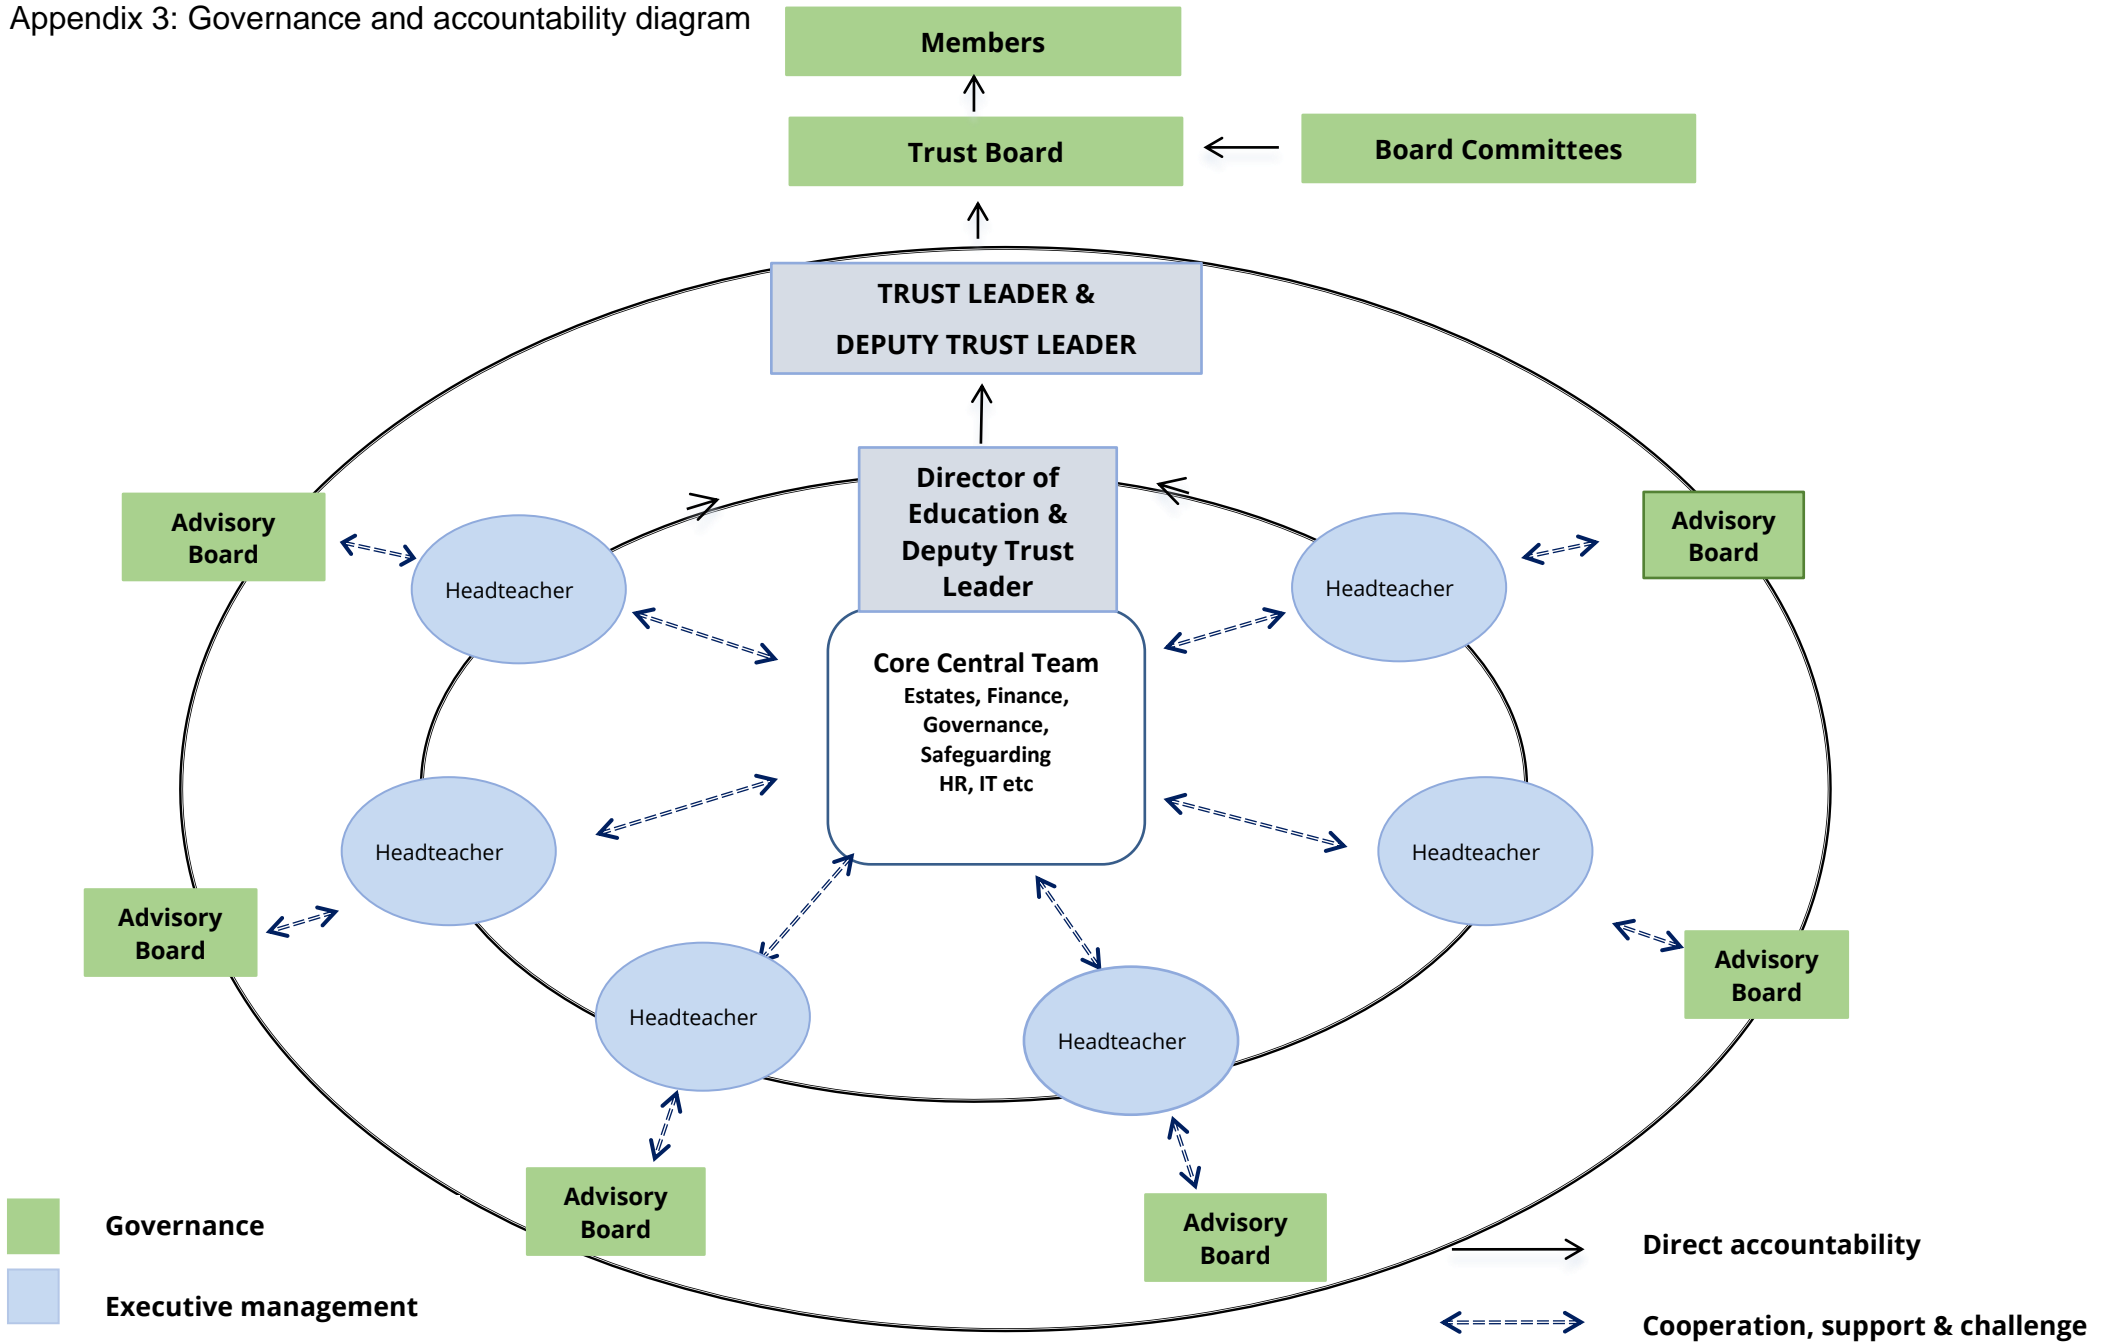 Appendix 3: Governance and accountability diagram
Members
Trust Board
Board Committees
TRUST LEADER &
DEPUTY TRUST LEADER
Director of
Education &
Deputy Trust
Leader
Advisory
Board
Headteacher
Headteacher
Advisory
Board
Core Central Team
Estates, Finance,
Governance,
Safeguarding
HR, IT etc
Headteacher
Headteacher
Advisory
Board
Advisory
Board
Headteacher
Headteacher
Advisory
Board
Advisory
Board
Governance
Executive management
Direct accountability
Cooperation, support & challenge